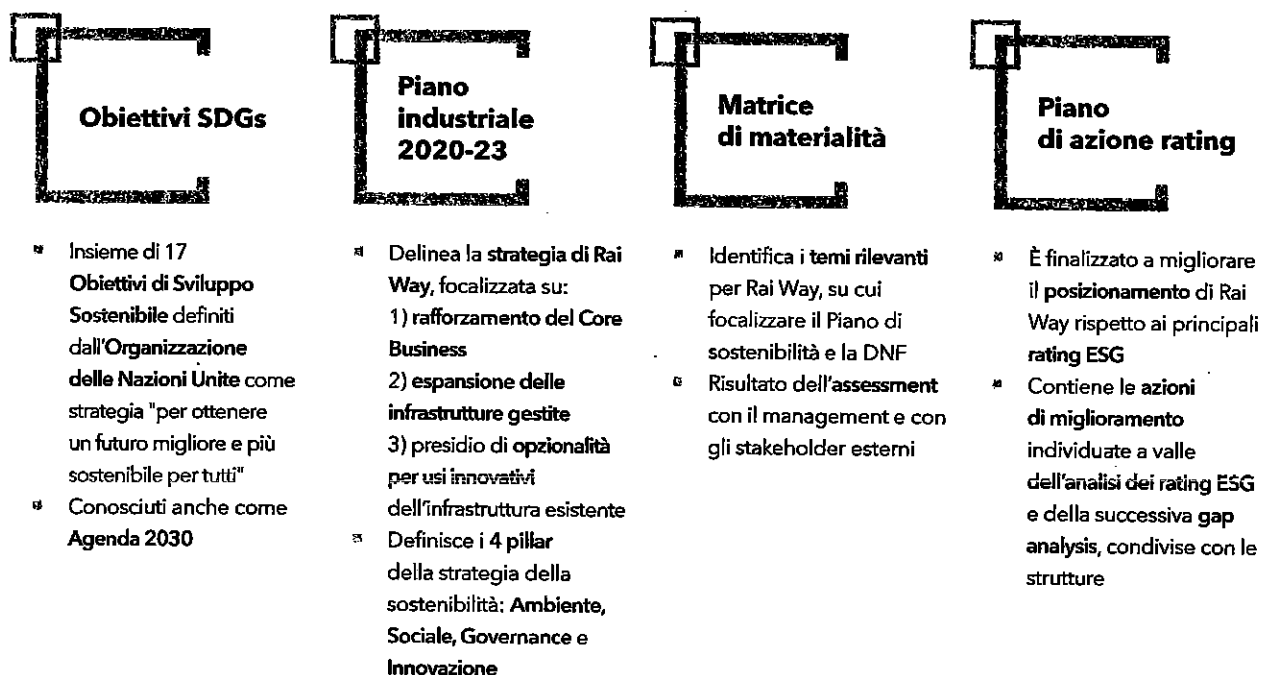 Obiettivi SDGs
Insieme di 17
Obiettivi di Sviluppo
Sostenibile definiti
dall'Organizzazione
delle Nazioni Unite come
strategia "per ottenere
un futuro migliore e più
sostenibile per tutti"
Conosciuti anche come
Agenda 2030
Piano
industriale
2020-23
Delinea la strategia di Rai
Way, focalizzata su:
1) rafforzamento del Core
Business
2) espansione delle
infrastrutture gestite
3) presidio di opzionalità
per usi innovativi
dell'infrastruttura esistente
Definisce i 4 pillar
della strategia della
sostenibilità: Ambiente,
Sociale, Governance e
Innovazione
Matrice
di materialità
Identifica i temi rilevanti
per Rai Way, su cui
focalizzare il Piano di
sostenibilità e la DNF
Risultato dell'assessment
con il management e con
gli stakeholder esterni
Piano
di azione rating
È finalizzato a migliorare
il posizionamento di Rai
Way rispetto ai principali
rating ESG
Contiene le azioni
di miglioramento
individuate a valle
dell'analisi dei rating ESG
e della successiva gap
analysis, condivise con le
strutture